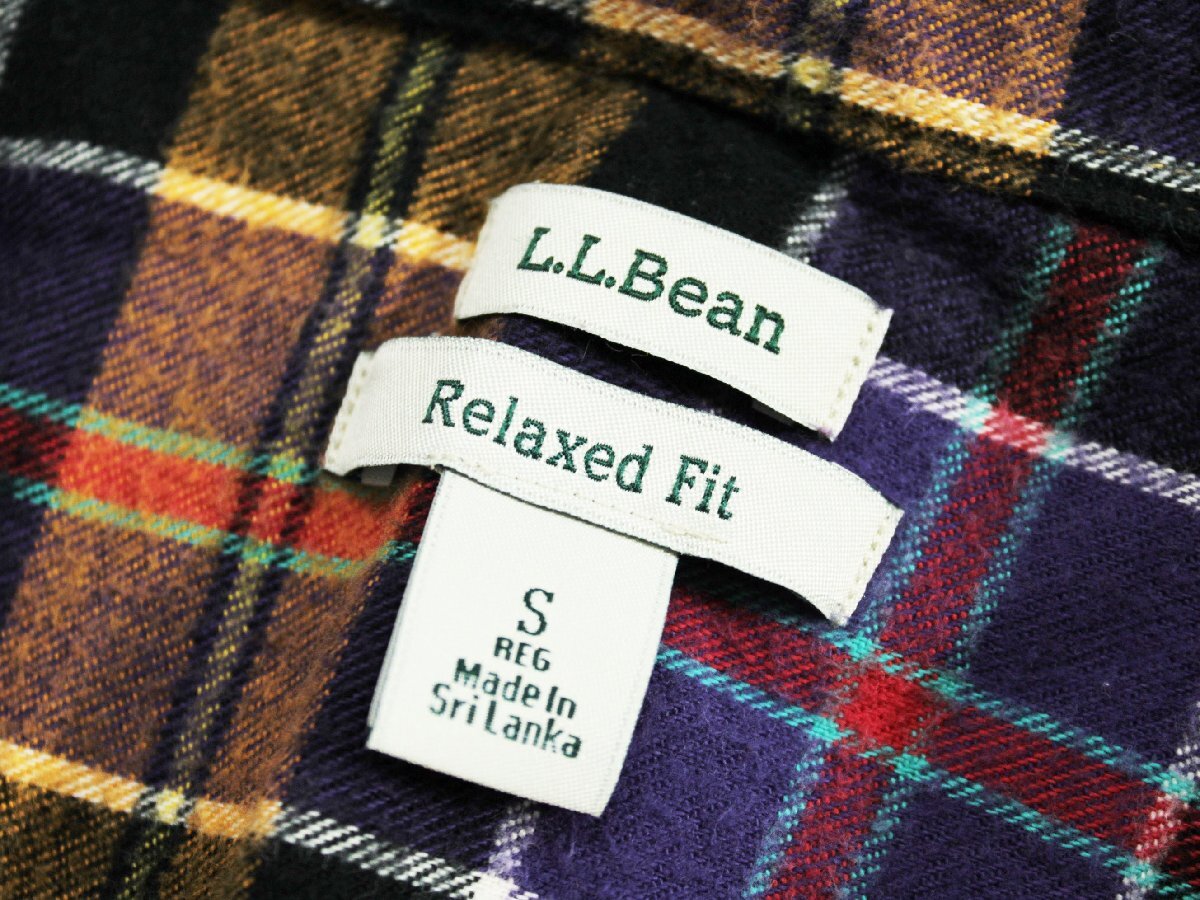 L.L.Bean
Relaxed Fit
S
REG
Made In
Sri Lanka